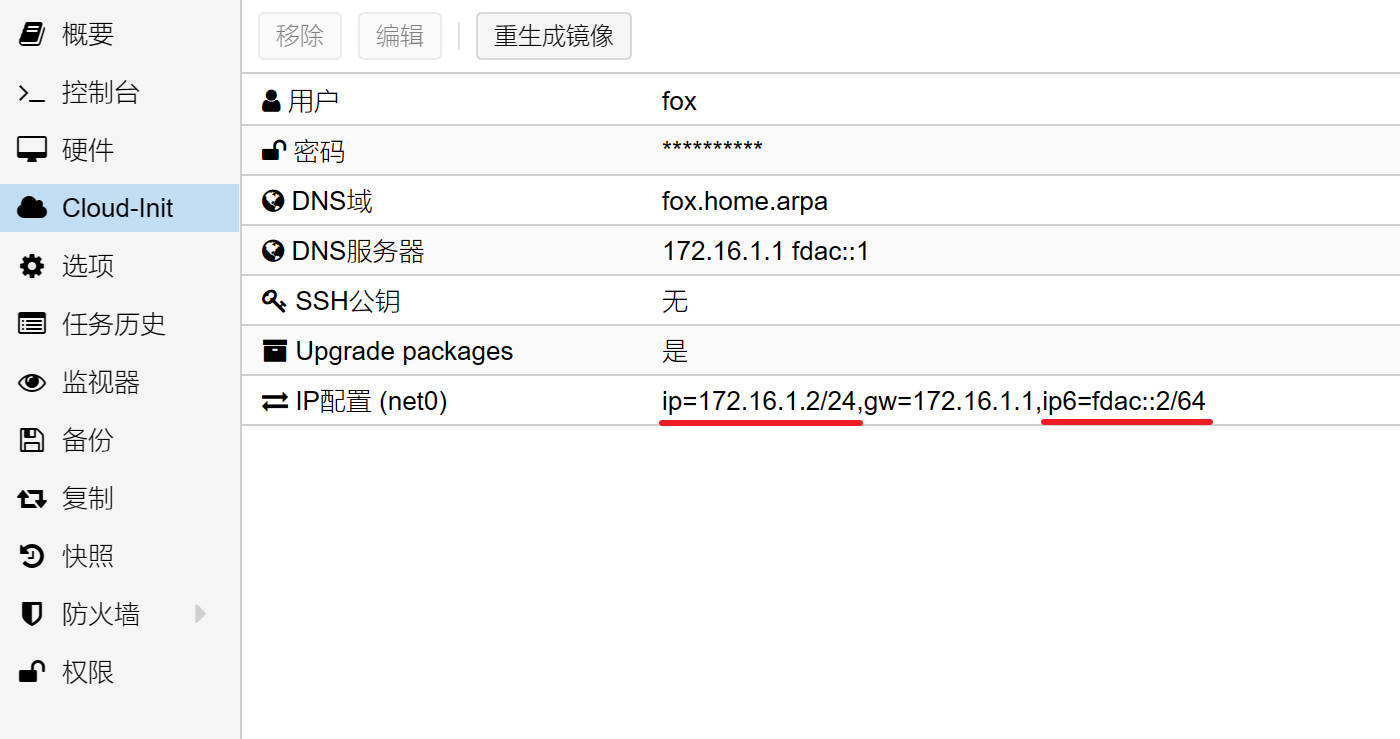 概要
控制台
硬件
Cloud-Init
选项
任务历史
监视器
备份
复制
快照
防火墙
权限
移除 编辑 重生成镜像
用户 fox
密码 **********
DNS域 fox.home.arpa
DNS服务器 172.16.1.1 fdac::1
SSH公钥 无
Upgrade packages 是
IP配置 (net0) ip=172.16.1.2/24,gw=172.16.1.1,ip6=fdac::2/64